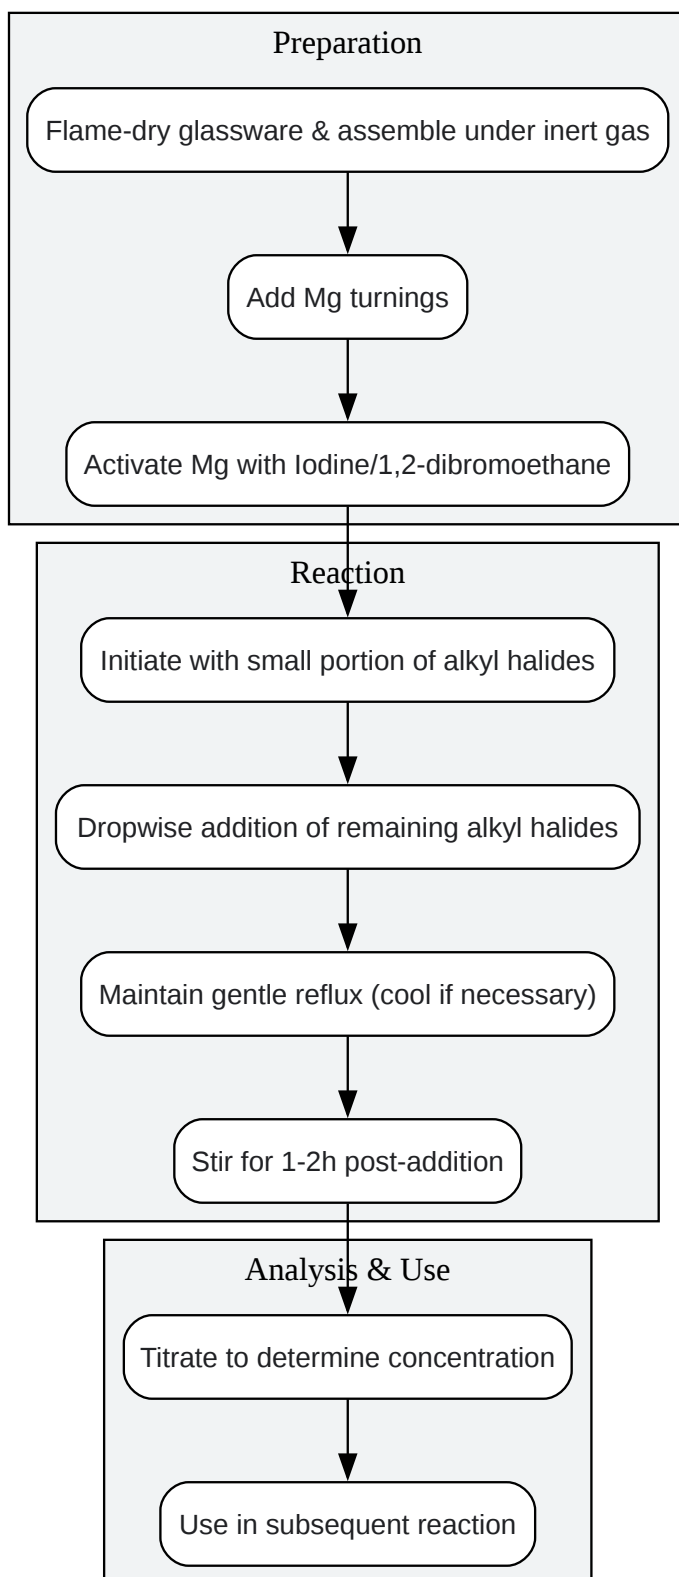 Preparation
Flame-dry glassware & assemble under inert gas
Add Mg turnings
Activate Mg with Iodine/1,2-dibromoethane
Reaction
Initiate with small portion of alkyl halides
Dropwise addition of remaining alkyl halides
Maintain gentle reflux (cool if necessary)
Stir for 1-2h post-addition
Analysis & Use
Titrate to determine concentration
Use in subsequent reaction